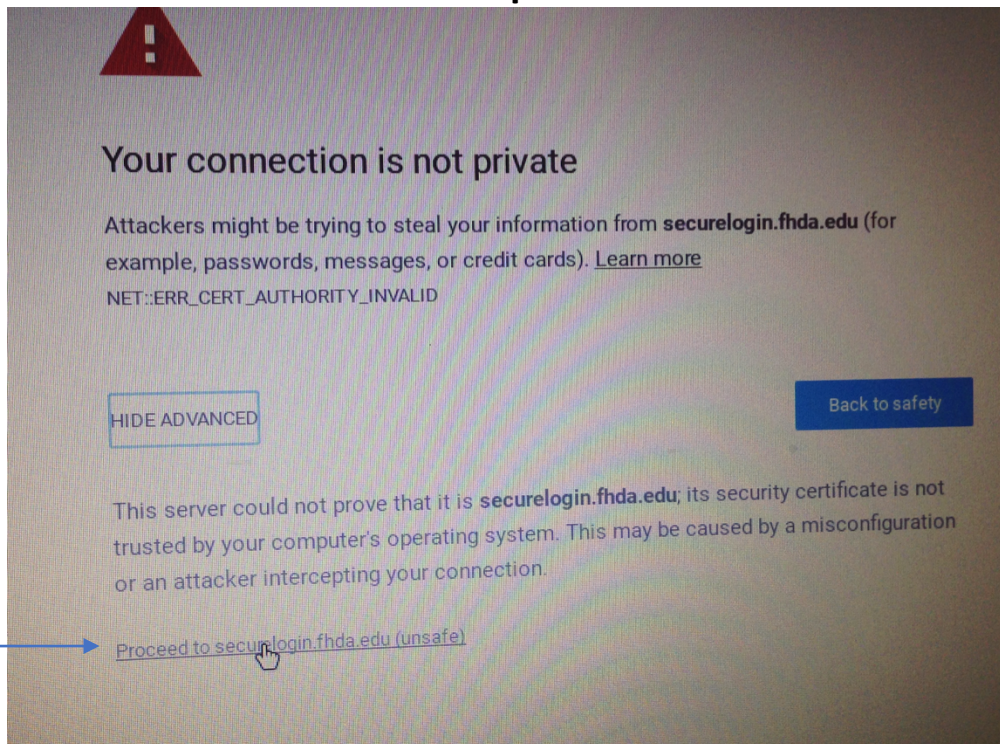 Your connection is not private
Attackers might be trying to steal your information from securelogin.fhda.edu (for
example, passwords, messages, or credit cards). Learn more
NET::ERR_CERT_AUTHORITY_INVALID
HIDE ADVANCED
Back to safety
This server could not prove that it is securelogin.fhda.edu; its security certificate is not
trusted by your computer's operating system. This may be caused by a misconfiguration
or an attacker intercepting your connection.
Proceed to securelogin.fhda.edu (unsafe)